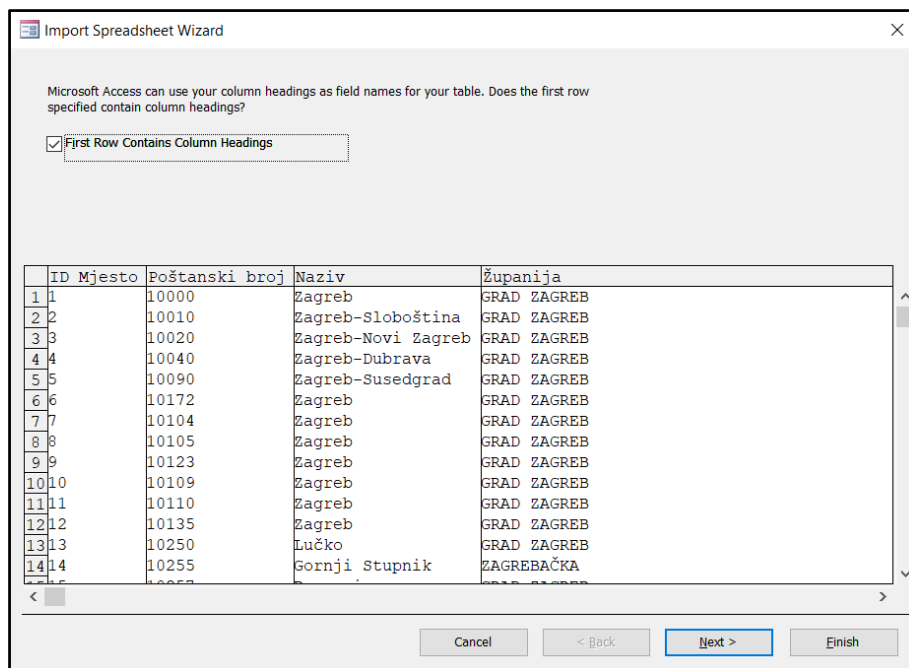 Import Spreadsheet Wizard
Microsoft Access can use your column headings as field names for your table. Does the first row
specified contain column headings?
First Row Contains Column Headings
ID Mjesto Poštanski broj Naziv Županija
1 1 10000 Zagreb GRAD ZAGREB
2 2 10010 Zagreb-Sloboština GRAD ZAGREB
3 3 10020 Zagreb-Novi Zagreb GRAD ZAGREB
4 4 10040 Zagreb-Dubrava GRAD ZAGREB
5 5 10090 Zagreb-Susedgrad GRAD ZAGREB
6 6 10172 Zagreb GRAD ZAGREB
7 7 10104 Zagreb GRAD ZAGREB
8 8 10105 Zagreb GRAD ZAGREB
9 9 10123 Zagreb GRAD ZAGREB
10 10 10109 Zagreb GRAD ZAGREB
11 11 10110 Zagreb GRAD ZAGREB
12 12 10135 Zagreb GRAD ZAGREB
13 13 10250 Lučko GRAD ZAGREB
14 14 10255 Gornji Stupnik ZAGREBAČKA
Cancel < Back Next > Finish